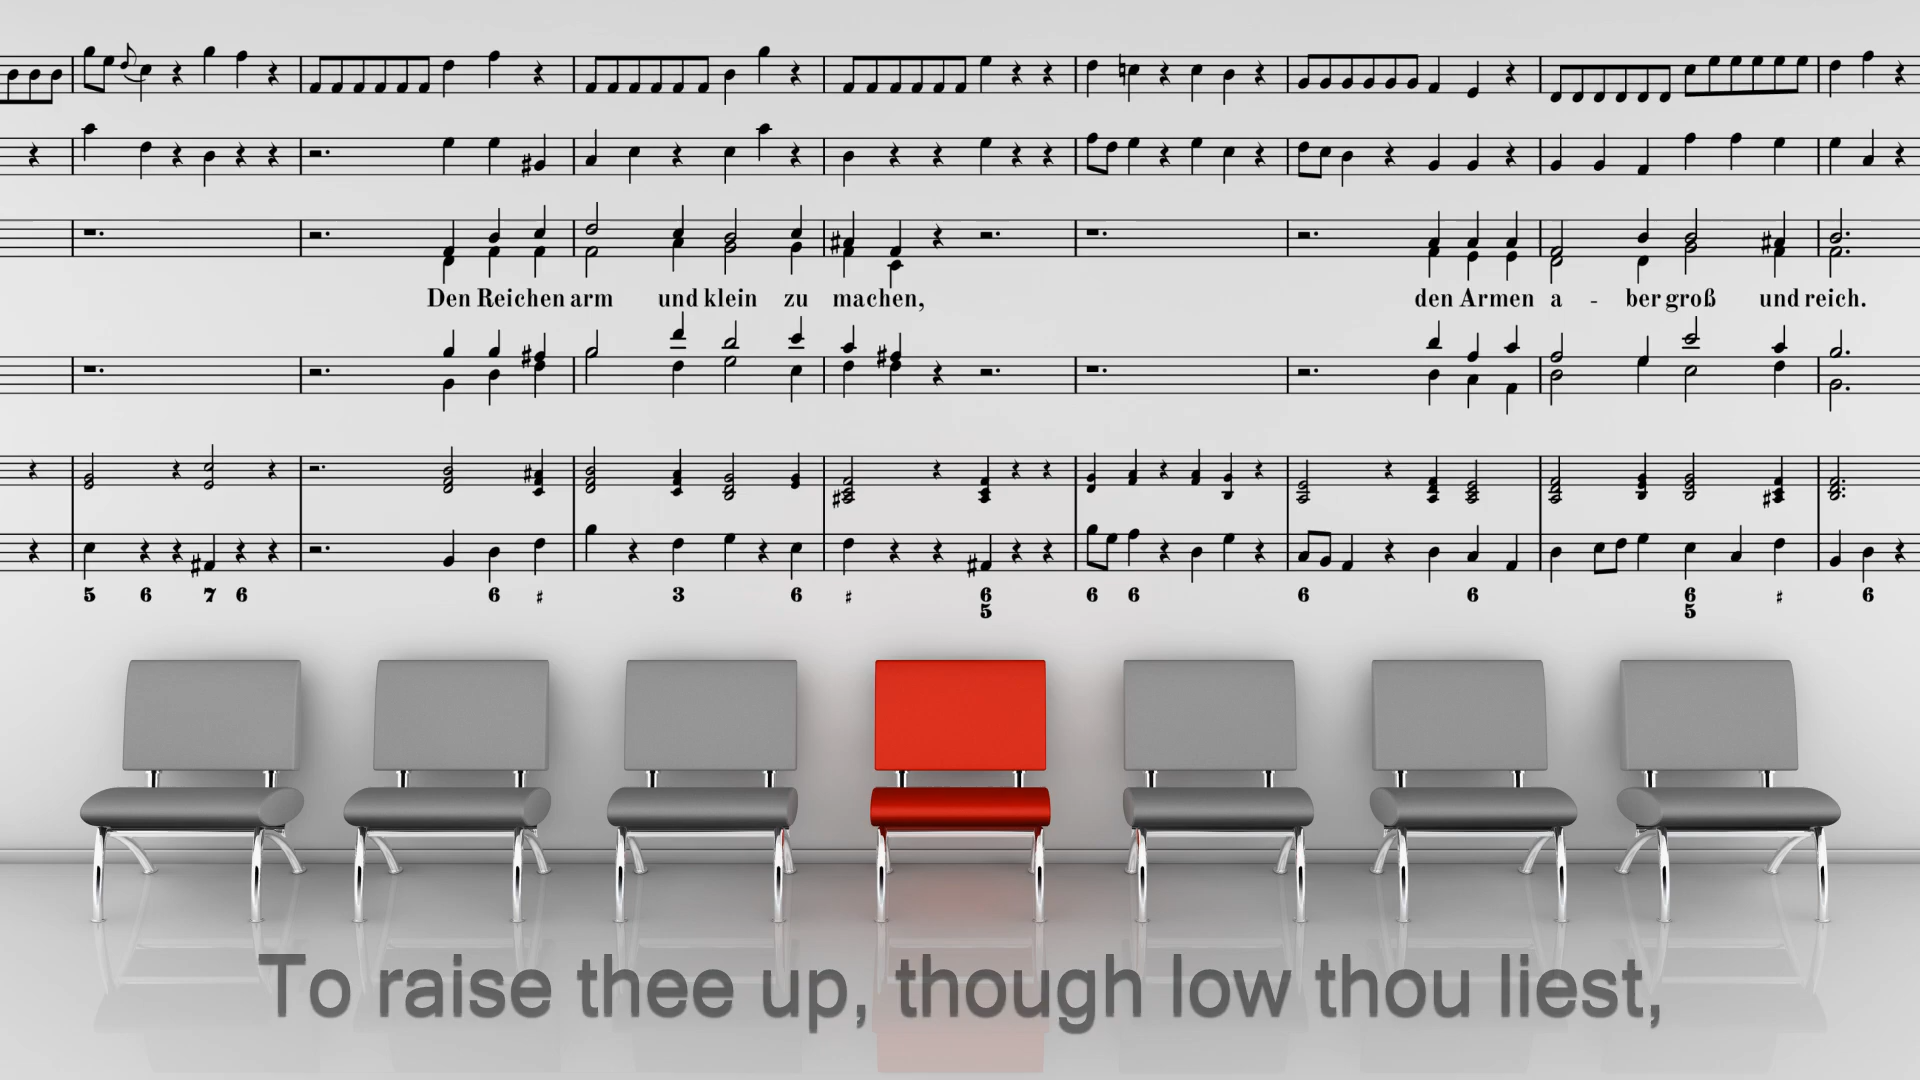 Den Reichen arm und klein zu machen, den Armen a - ber groß und reich.
5 6 7 6 6 ♯ 3 6 ♯ 6 6 6 6 6 6 ♯ 6
5 5
To raise thee up, though low thou liest,